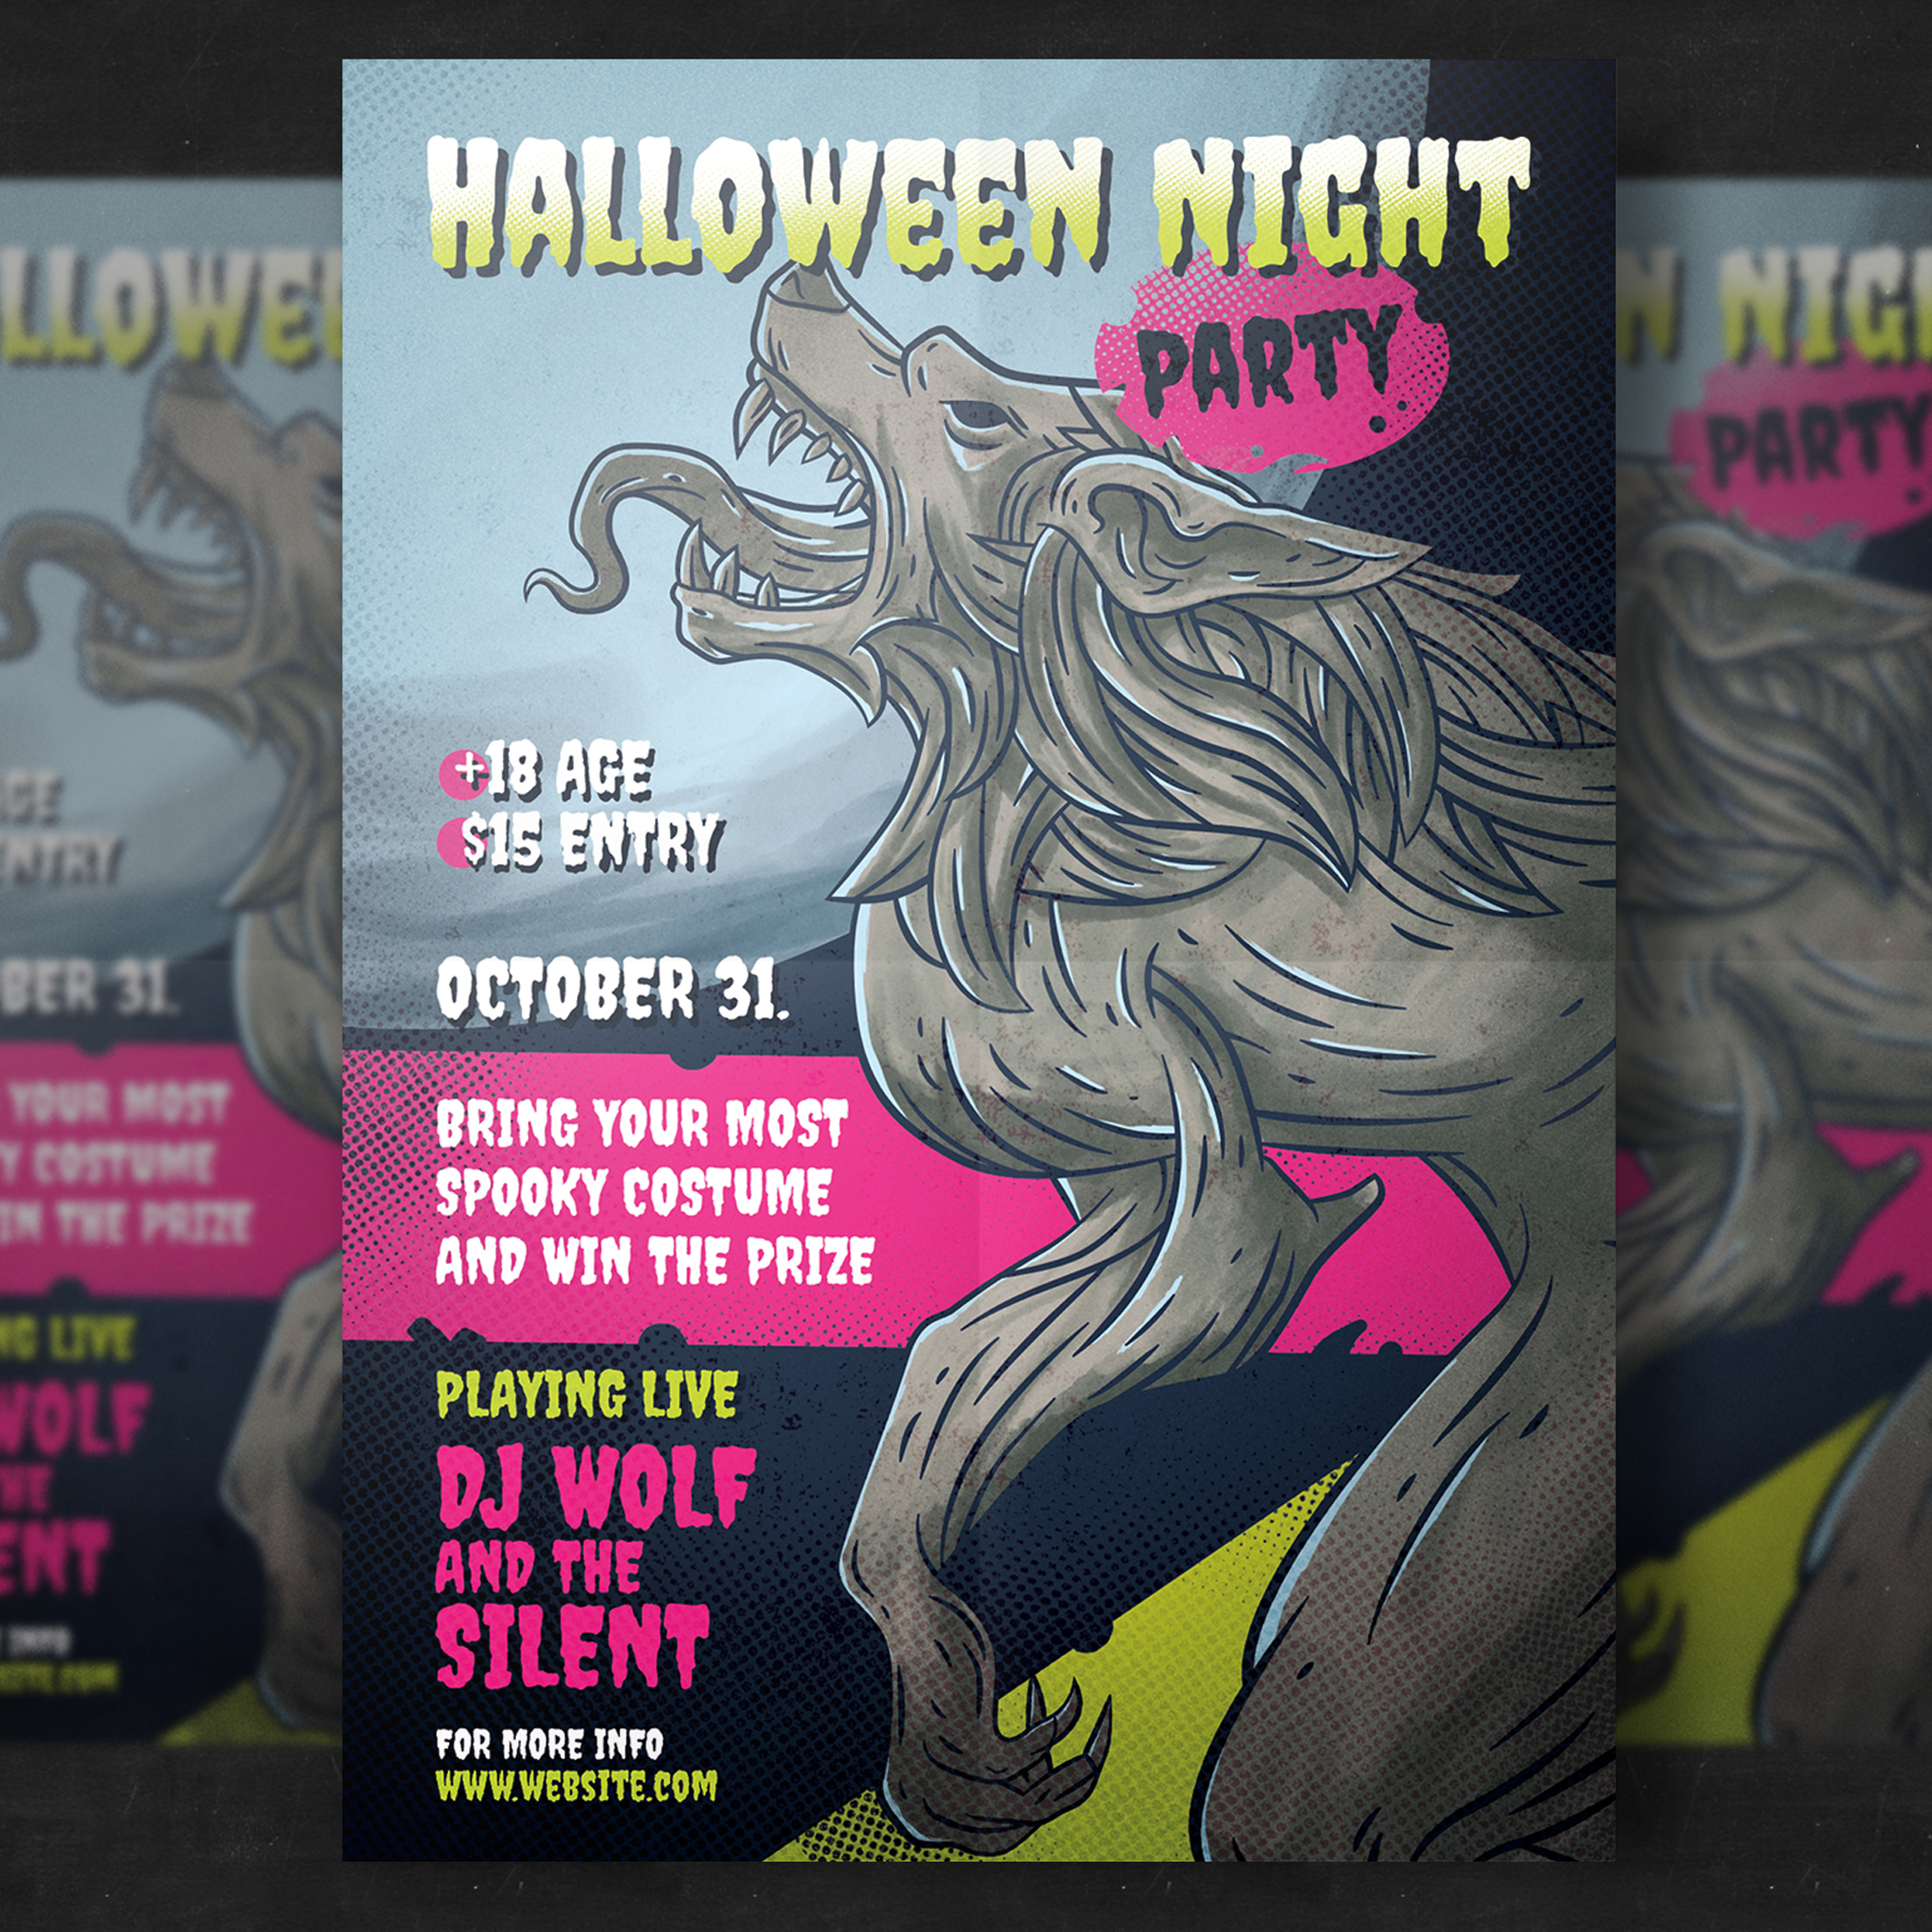 HALLOWEEN NIGHT
PARTY
+18 AGE
$15 ENTRY
OCTOBER 31.
BRING YOUR MOST
SPOOKY COSTUME
AND WIN THE PRIZE
PLAYING LIVE
DJ WOLF
AND THE
SILENT
FOR MORE INFO
WWW.WEBSITE.COM